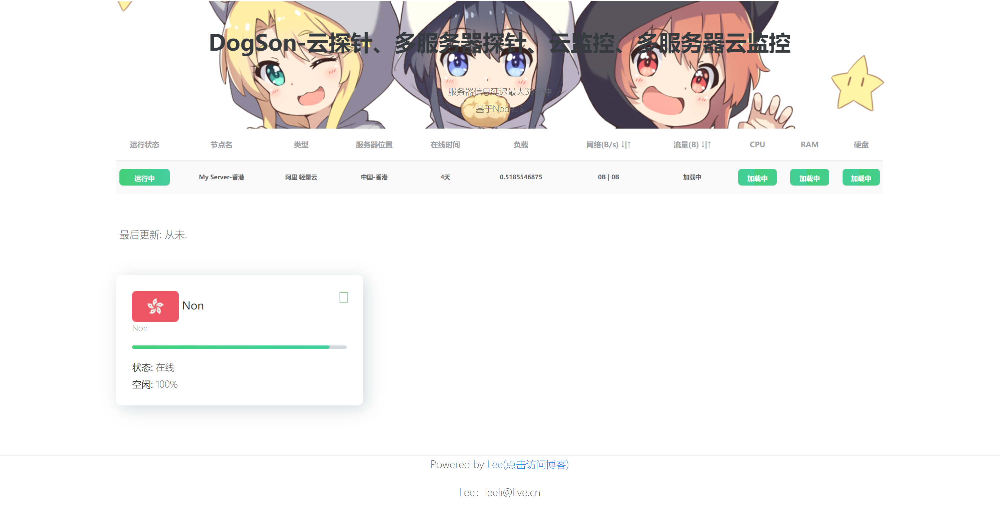 DogSon-云探针、多服务器探针、云监控、多服务器云监控
服务器信息延迟最大30分钟
基于NodeJS
运行状态 节点名 类型 服务器位置 在线时间 负载 网络(B/s) ↓|↑ 流量(B) ↓|↑ CPU RAM 硬盘
运行中 My Server-香港 阿里 轻量云 中国-香港 4天 0.5185546875 0B | 0B 加载中 加载中 加载中 加载中
最后更新: 从未.
Non
Non
状态: 在线
空闲: 100%
Powered by Lee(点击访问博客)
Lee：leeli@live.cn